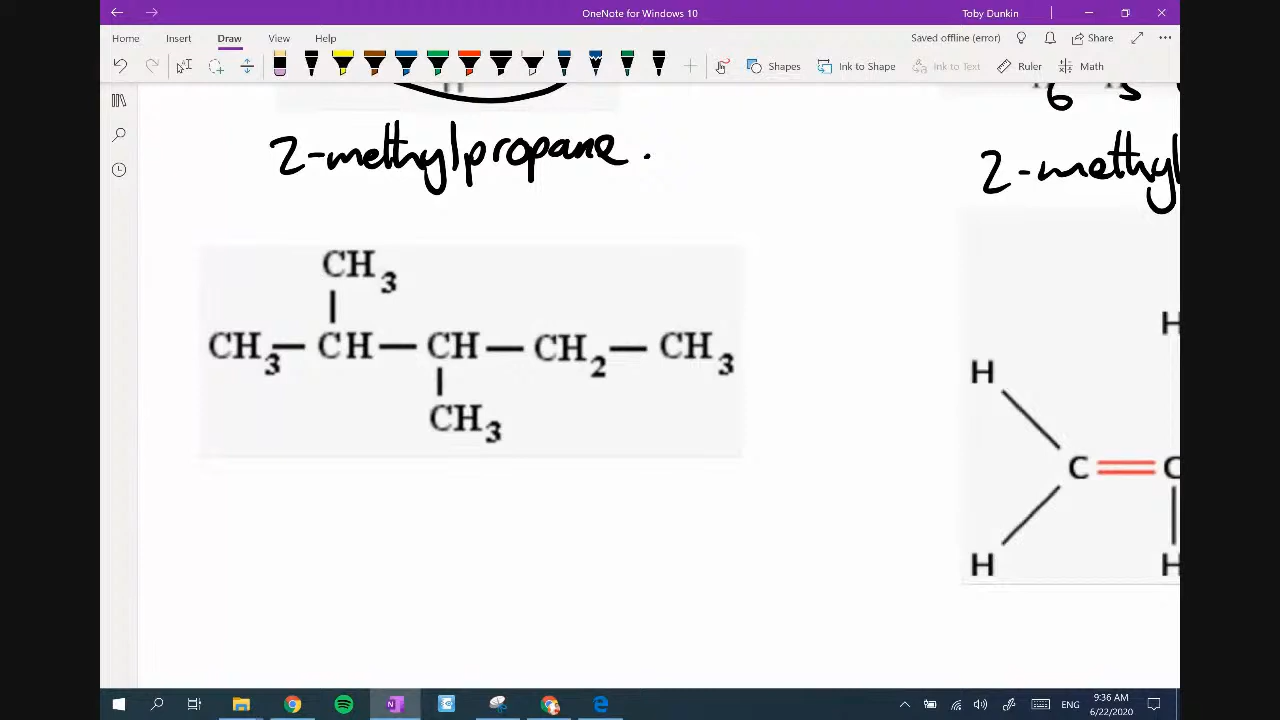 OneNote for Windows 10
Toby Dunkin
Home Insert Draw View Help
Saved offline (error)
Share
Shapes
Ink to Shape
Ink to Text
Ruler
Math
6
2-methylpropane.
2-methyl
CH3
CH3—CH—CH—CH2—CH3
CH3
H
H
C=C
H
H
9:36 AM
ENG
6/22/2020